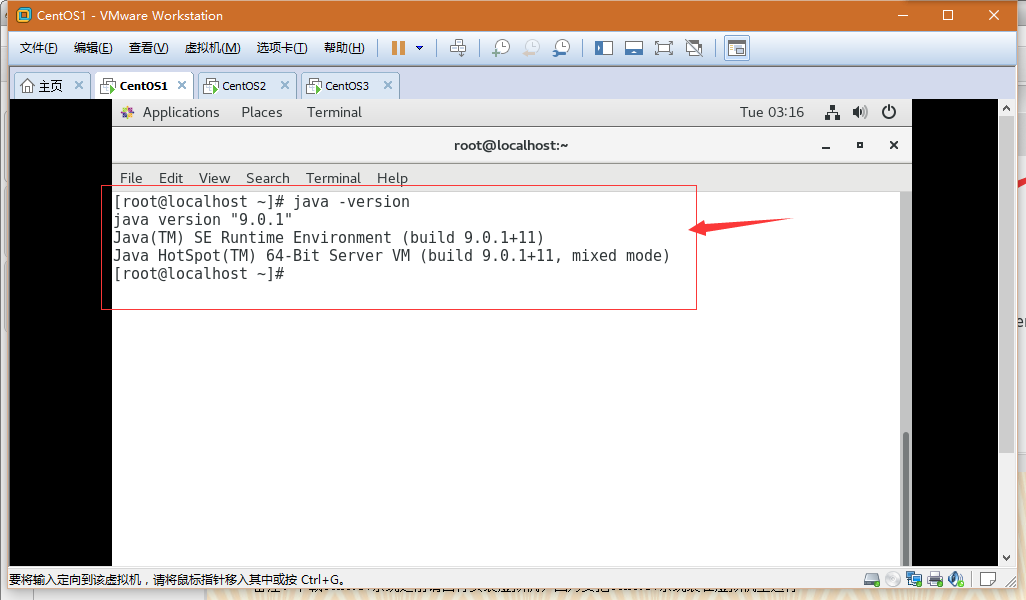 CentOS1 - VMware Workstation
文件(F) 编辑(E) 查看(V) 虚拟机(M) 选项卡(T) 帮助(H)
主页 CentOS1 CentOS2 CentOS3
Applications Places Terminal Tue 03:16
root@localhost:~
File Edit View Search Terminal Help
[root@localhost ~]# java -version
java version "9.0.1"
Java(TM) SE Runtime Environment (build 9.0.1+11)
Java HotSpot(TM) 64-Bit Server VM (build 9.0.1+11, mixed mode)
[root@localhost ~]#
要将输入定向到该虚拟机，请将鼠标指针移入其中或按 Ctrl+G。